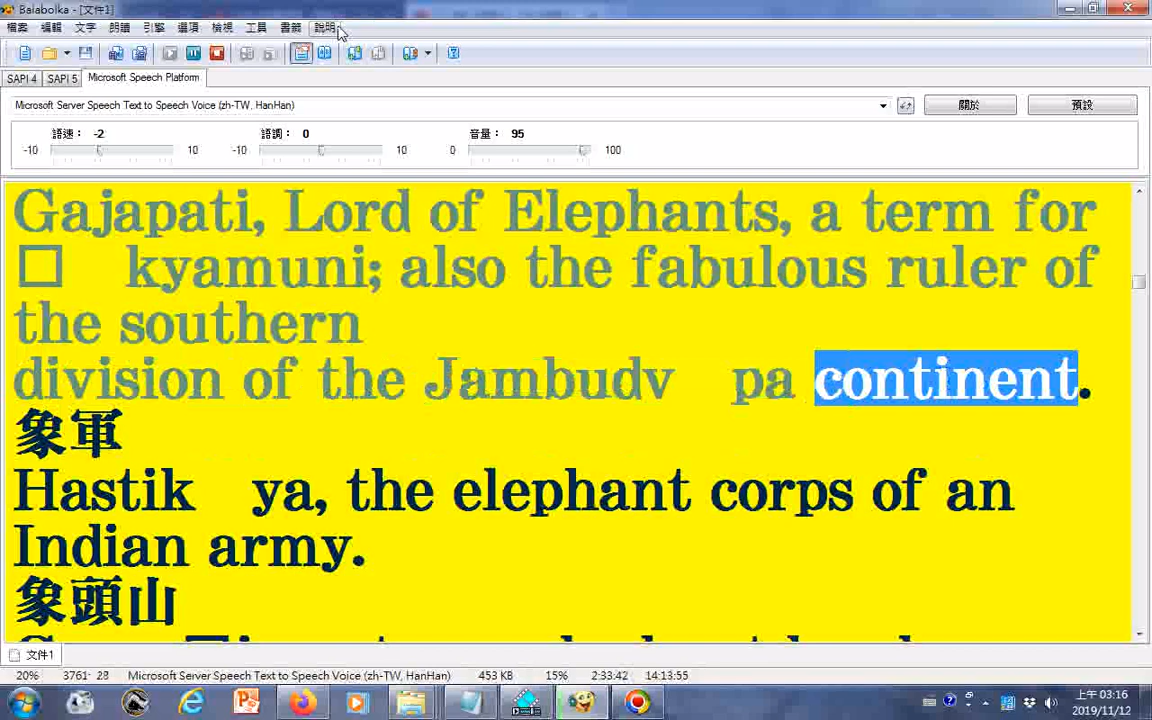 Balabolka - [文件1]
檔案 編輯 文字 朗讀 引擎 選項 檢視 工具 書籤 說明
SAPI 4 SAPI 5 Microsoft Speech Platform
Microsoft Server Speech Text to Speech Voice (zh-TW, HanHan) 關於 預設
語速： -2 語調： 0 音量： 95
-10 10 -10 10 0 100
Gajapati, Lord of Elephants, a term for
□ kyamuni; also the fabulous ruler of
the southern
division of the Jambudv pa continent.
象軍
Hastik ya, the elephant corps of an
Indian army.
象頭山
文件1
20% 3761: 28 Microsoft Server Speech Text to Speech Voice (zh-TW, HanHan) 453 KB 15% 2:33:42 14:13:55
上午 03:16
2019/11/12